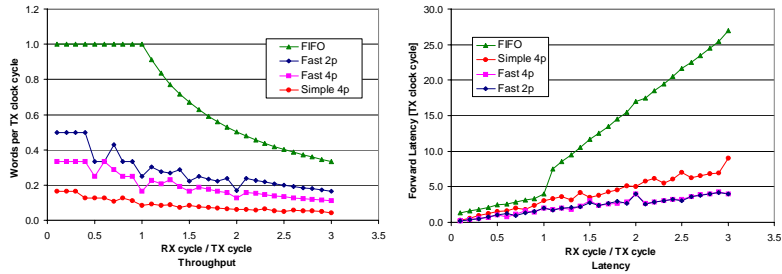 Words per TX clock cycle
1.2
1.0
0.8
0.6
0.4
0.2
0.0
FIFO
Fast 2p
Fast 4p
Simple 4p
0 0.5 1 1.5 2 2.5 3 3.5
RX cycle / TX cycle
Throughput
Forward Latency [TX clock cycle]
30.0
25.0
20.0
15.0
10.0
5.0
0.0
FIFO
Simple 4p
Fast 4p
Fast 2p
0 0.5 1 1.5 2 2.5 3 3.5
RX cycle / TX cycle
Latency